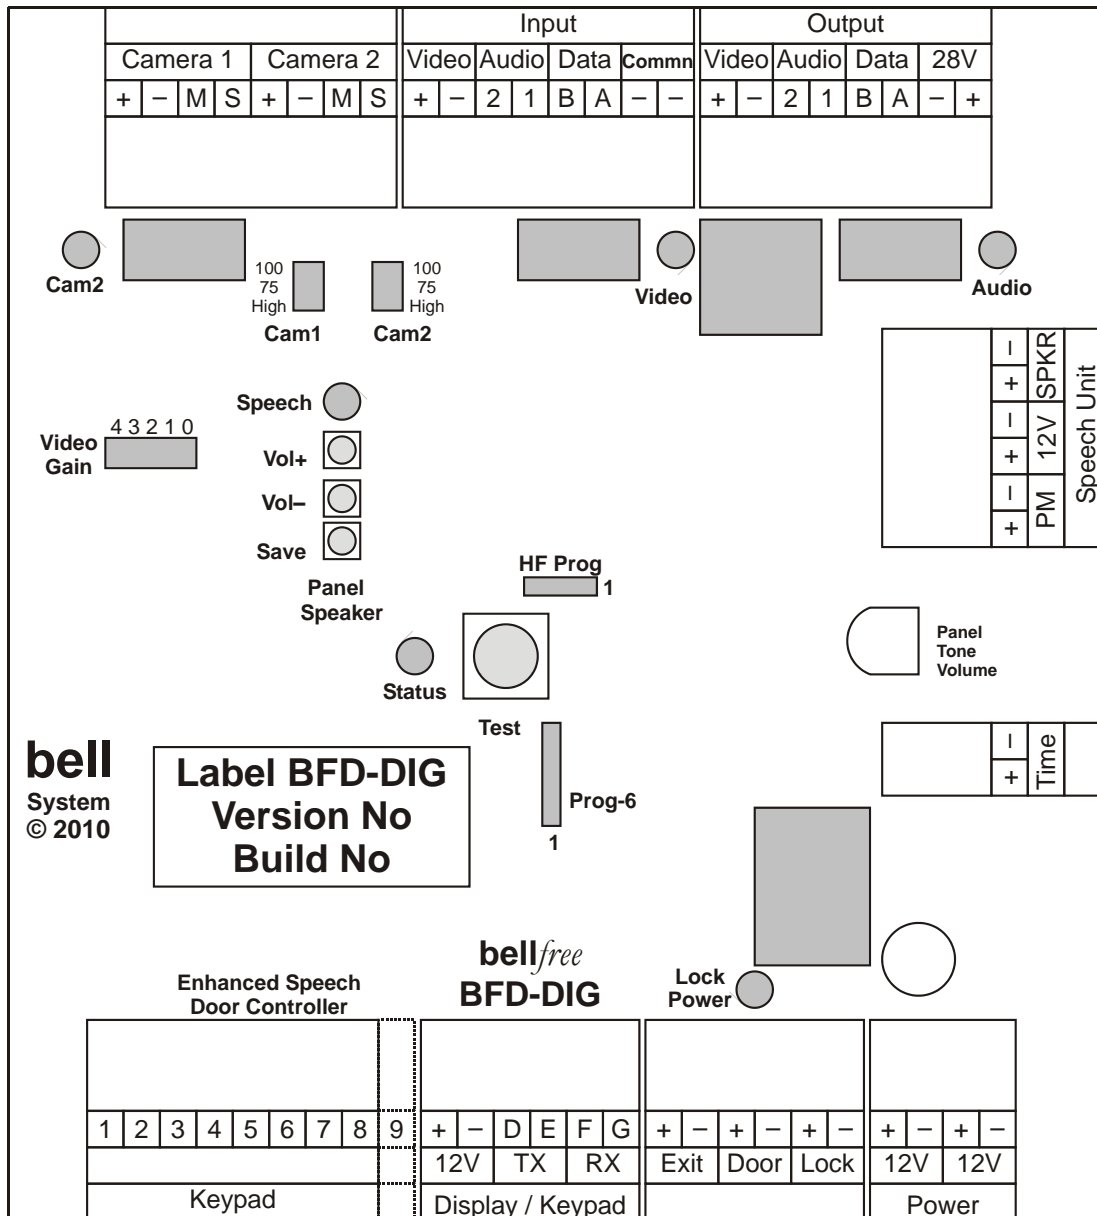 Input
Output
Camera 1 Camera 2 Video Audio Data Commn Video Audio Data 28V
+ − M S + − M S + − 2 1 B A − − + − 2 1 B A − +
Cam2
100
75
High
Cam1
100
75
High
Cam2
Video
Audio
− + − + − +
SPKR 12V PM
Speech Unit
Speech
4 3 2 1 0
Video
Gain
Vol+
Vol−
Save
Panel
Speaker
HF Prog
1
Status
Test
Panel
Tone
Volume
− +
Time
bell
System
© 2010
Label BFD-DIG
Version No
Build No
Prog-6
1
bellfree
BFD-DIG
Enhanced Speech
Door Controller
Lock
Power
1 2 3 4 5 6 7 8 9 + − D E F G + − + − + − + − + −
12V TX RX Exit Door Lock 12V 12V
Keypad Display / Keypad Power